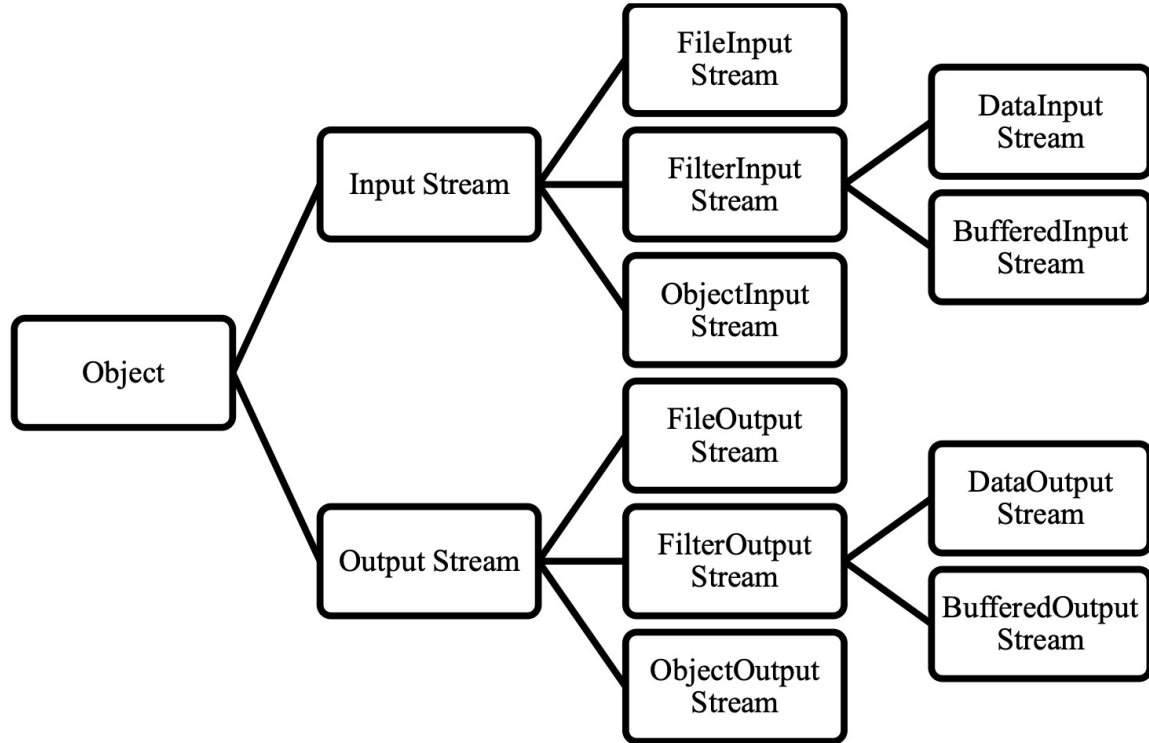 FileInput
Stream
DataInput
Stream
Input Stream
FilterInput
Stream
BufferedInput
Stream
ObjectInput
Stream
Object
FileOutput
Stream
DataOutput
Stream
Output Stream
FilterOutput
Stream
BufferedOutput
Stream
ObjectOutput
Stream